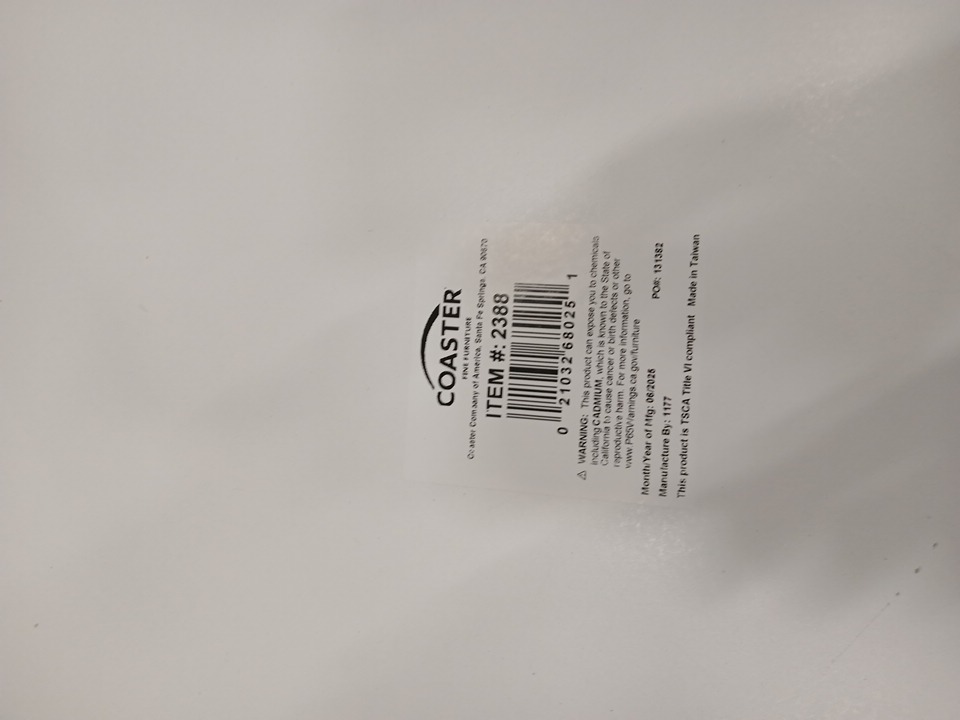 COASTER
FINE FURNITURE
Coaster Company of America, Santa Fe Springs, CA 90670
ITEM #: 2388
0 21032 68025 1
⚠ WARNING: This product can expose you to chemicals
including CADMIUM, which is known to the State of
California to cause cancer or birth defects or other
reproductive harm. For more information, go to
www.P65Warnings.ca.gov/furniture
Month/Year of Mfg: 06/2025
Manufacture By: 1177 PO#: 131382
This product is TSCA Title VI compliant Made in Taiwan